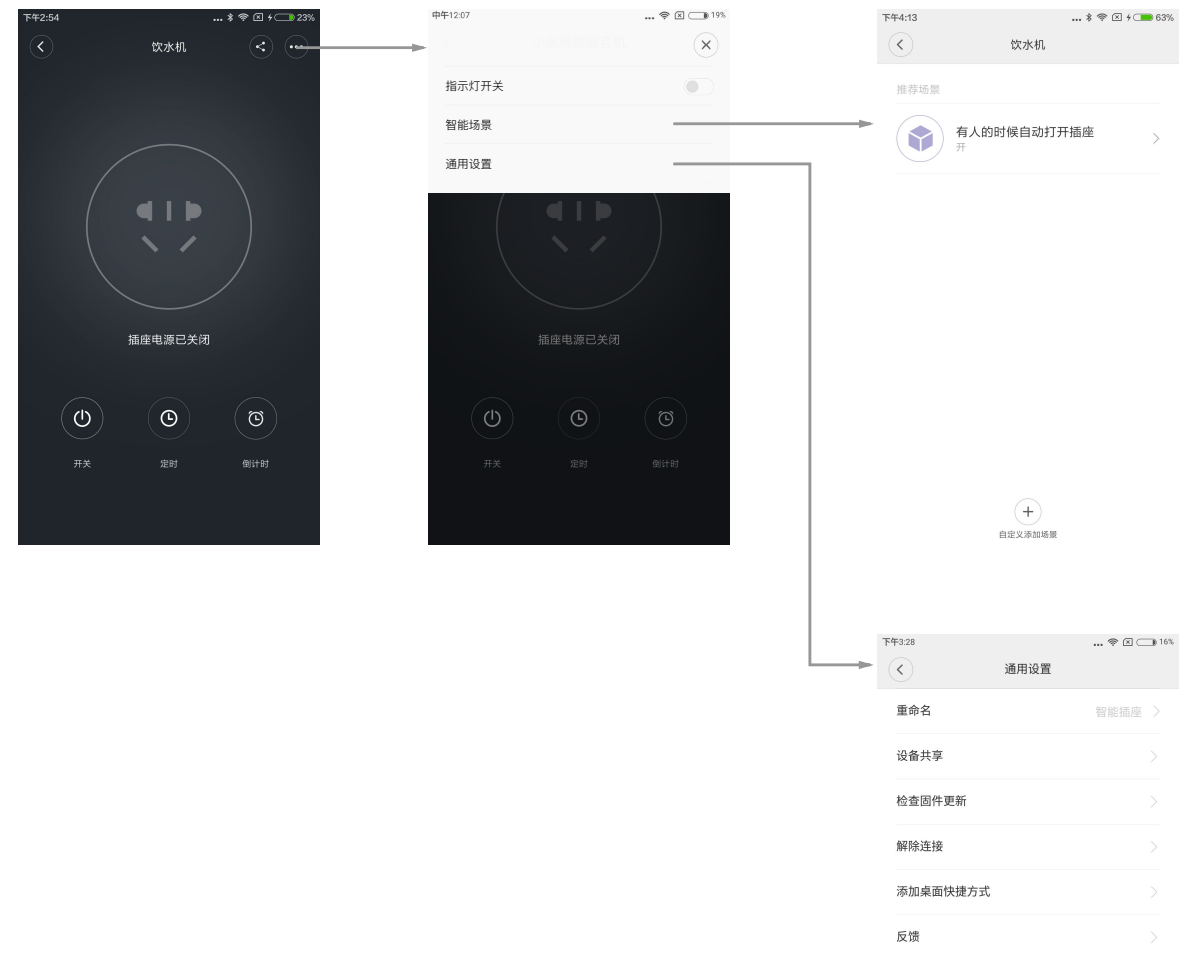 下午2:54
23%
饮水机
插座电源已关闭
开关
定时
倒计时
中午12:07
19%
指示灯开关
智能场景
通用设置
插座电源已关闭
开关
定时
倒计时
下午4:13
63%
饮水机
推荐场景
有人的时候自动打开插座
开
自定义添加场景
下午3:28
16%
通用设置
重命名
智能插座
设备共享
检查固件更新
解除连接
添加桌面快捷方式
反馈